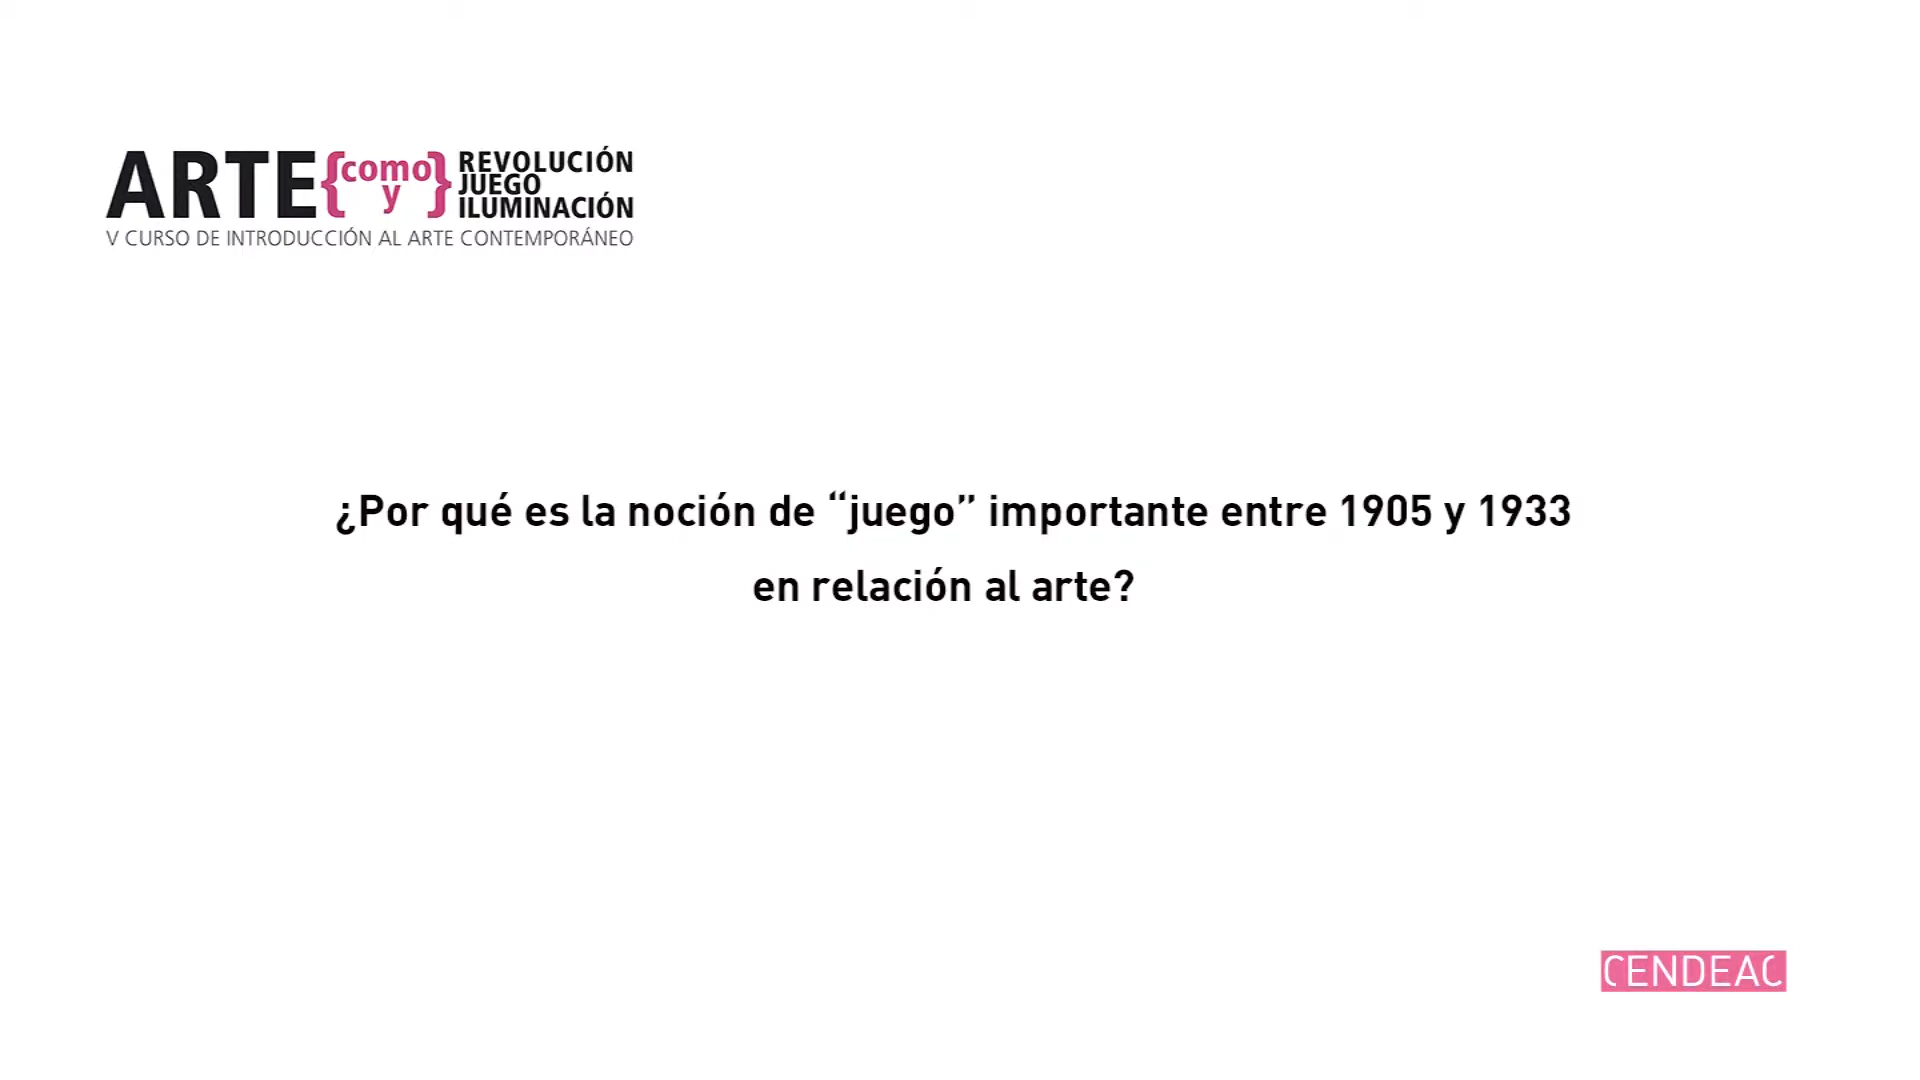 ARTE {como y} REVOLUCIÓN
JUEGO
ILUMINACIÓN
V CURSO DE INTRODUCCIÓN AL ARTE CONTEMPORÁNEO
¿Por qué es la noción de “juego” importante entre 1905 y 1933
en relación al arte?
CENDEAC